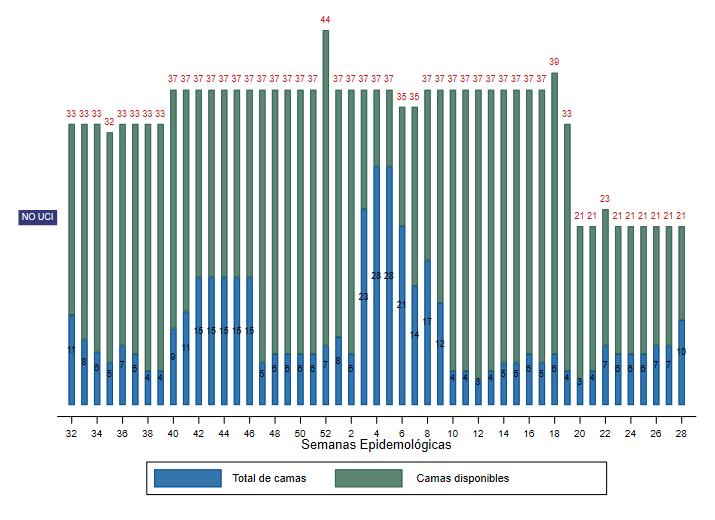 33 33 33 32 33 33 33 33 37 37 37 37 37 37 37 37 37 37 37 37 44 37 37 37 37 37 35 35 37 37 37 37 37 37 37 37 37 37 39 33 21 21 23 21 21 21 21 21 21
NO UCI
11 8 6 5 7 6 4 4 9 11 15 15 15 15 15 5 6 6 6 6 7 8 6 23 28 28 21 14 17 12 4 4 3 4 5 5 6 5 6 4 3 4 7 6 6 6 7 7 10
32 34 36 38 40 42 44 46 48 50 52 2 4 6 8 10 12 14 16 18 20 22 24 26 28
Semanas Epidemológicas
Total de camas Camas disponibles